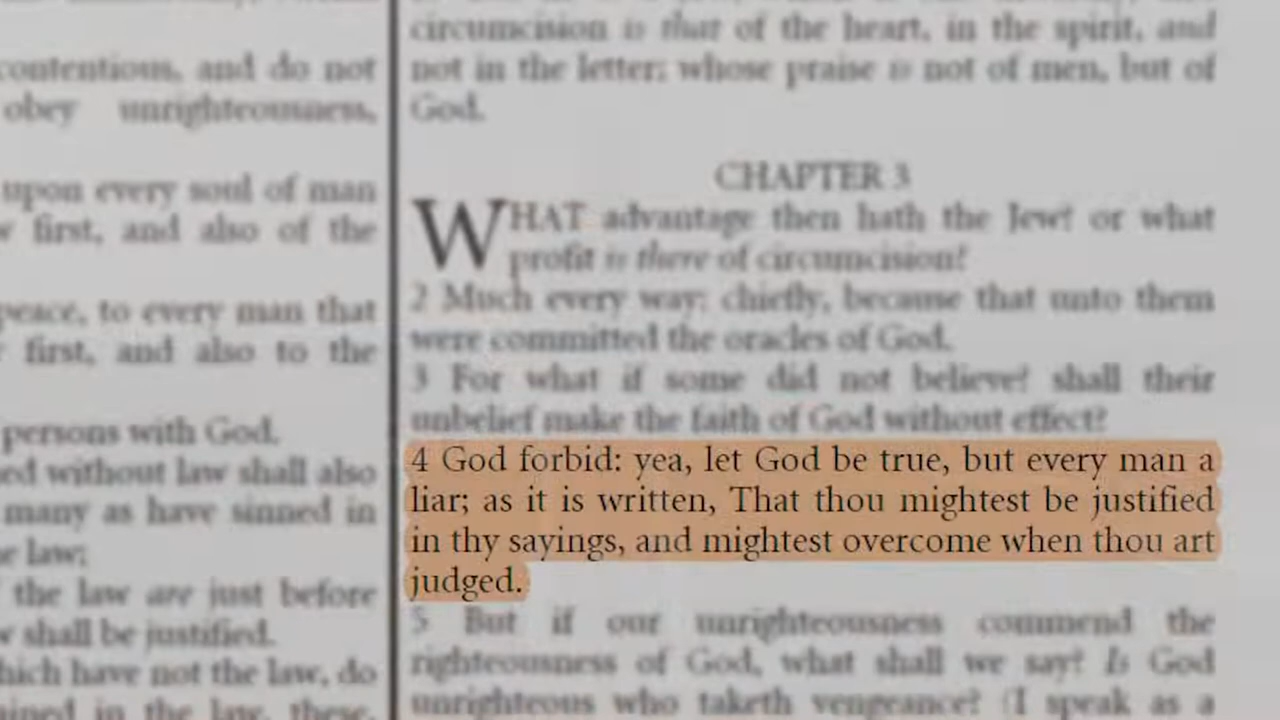 contentious, and do not
obey unrighteousness,
upon every soul of man
first, and also of the
peace, to every man that
first, and also to the
persons with God.
without law shall also
many as have sinned in
law;
the law are just before
shall be justified.
have not the law, do
in the law, these,
circumcision is that of the heart, in the spirit, and
not in the letter; whose praise is not of men, but of
God.
CHAPTER 3
WHAT advantage then hath the Jew? or what
profit is there of circumcision?
2 Much every way: chiefly, because that unto them
were committed the oracles of God.
3 For what if some did not believe? shall their
unbelief make the faith of God without effect?
4 God forbid: yea, let God be true, but every man a
liar; as it is written, That thou mightest be justified
in thy sayings, and mightest overcome when thou art
judged.
5 But if our unrighteousness commend the
righteousness of God, what shall we say? Is God
unrighteous who taketh vengeance? (I speak as a